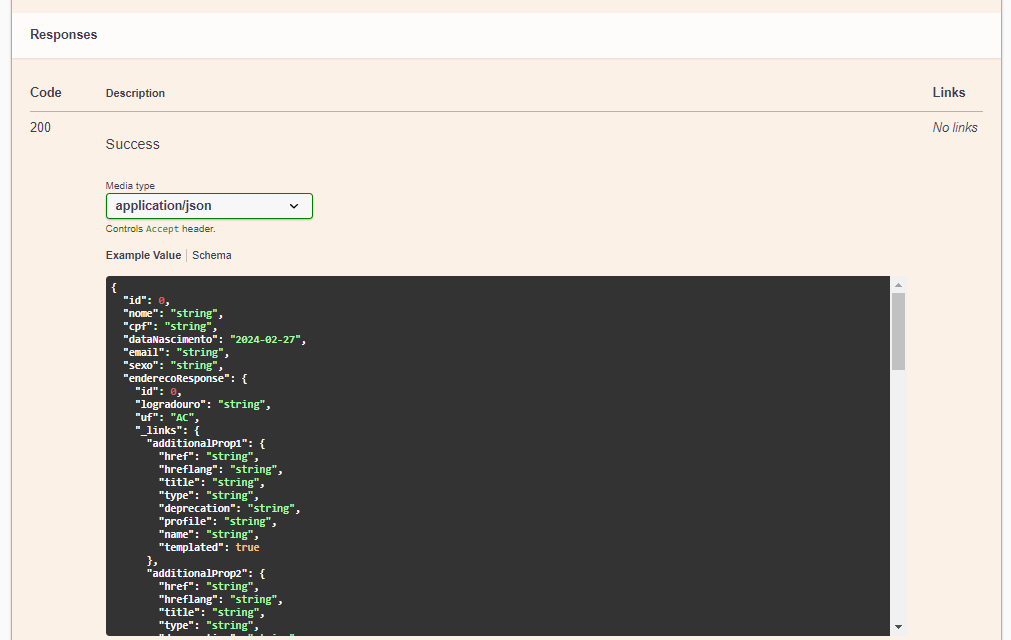 Responses
Code Description Links
200 No links
Success
Media type
application/json
Controls Accept header.
Example Value Schema
{
"id": 0,
"nome": "string",
"cpf": "string",
"dataNascimento": "2024-02-27",
"email": "string",
"sexo": "string",
"enderecoResponse": {
"id": 0,
"logradouro": "string",
"uf": "AC",
"_links": {
"additionalProp1": {
"href": "string",
"hreflang": "string",
"title": "string",
"type": "string",
"deprecation": "string",
"profile": "string",
"name": "string",
"templated": true
},
"additionalProp2": {
"href": "string",
"hreflang": "string",
"title": "string",
"type": "string",